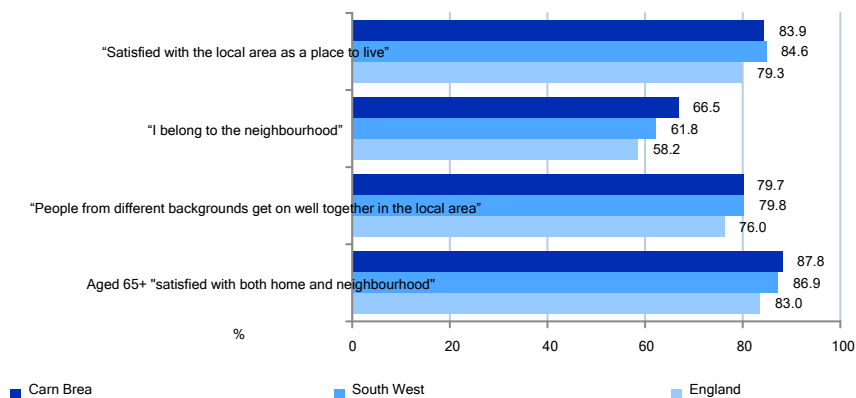 “Satisfied with the local area as a place to live”
83.9
84.6
79.3
“I belong to the neighbourhood”
66.5
61.8
58.2
“People from different backgrounds get on well together in the local area”
79.7
79.8
76.0
Aged 65+ "satisfied with both home and neighbourhood"
87.8
86.9
83.0
%
0 20 40 60 80 100
Carn Brea South West England